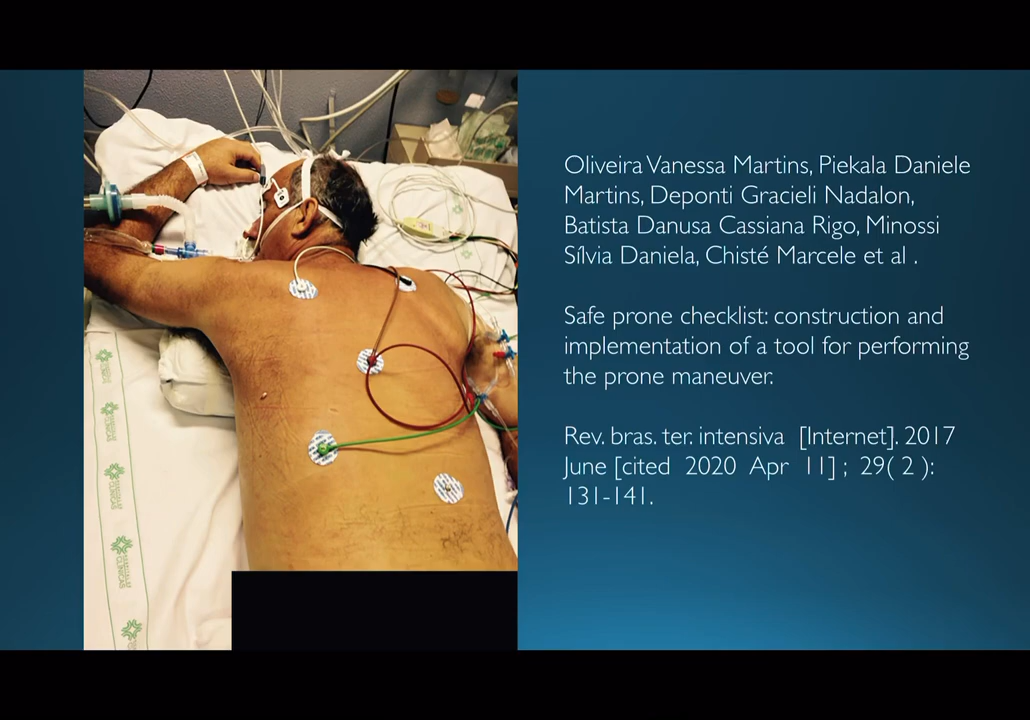 Oliveira Vanessa Martins, Piekala Daniele
Martins, Deponti Gracieli Nadalon,
Batista Danusa Cassiana Rigo, Minossi
Sílvia Daniela, Chisté Marcele et al .
Safe prone checklist: construction and
implementation of a tool for performing
the prone maneuver.
Rev. bras. ter. intensiva [Internet]. 2017
June [cited 2020 Apr 11] ; 29( 2 ):
131-141.
CLINICAS